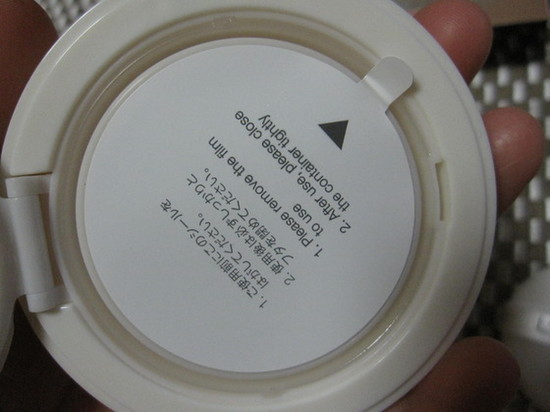 1. Please remove the film
to use
2. After use, please close
the container tightly
1. ご使用前にこのシールを
はがしてください。
2. 使用後は必ずしっかりと
フタを閉めてください。